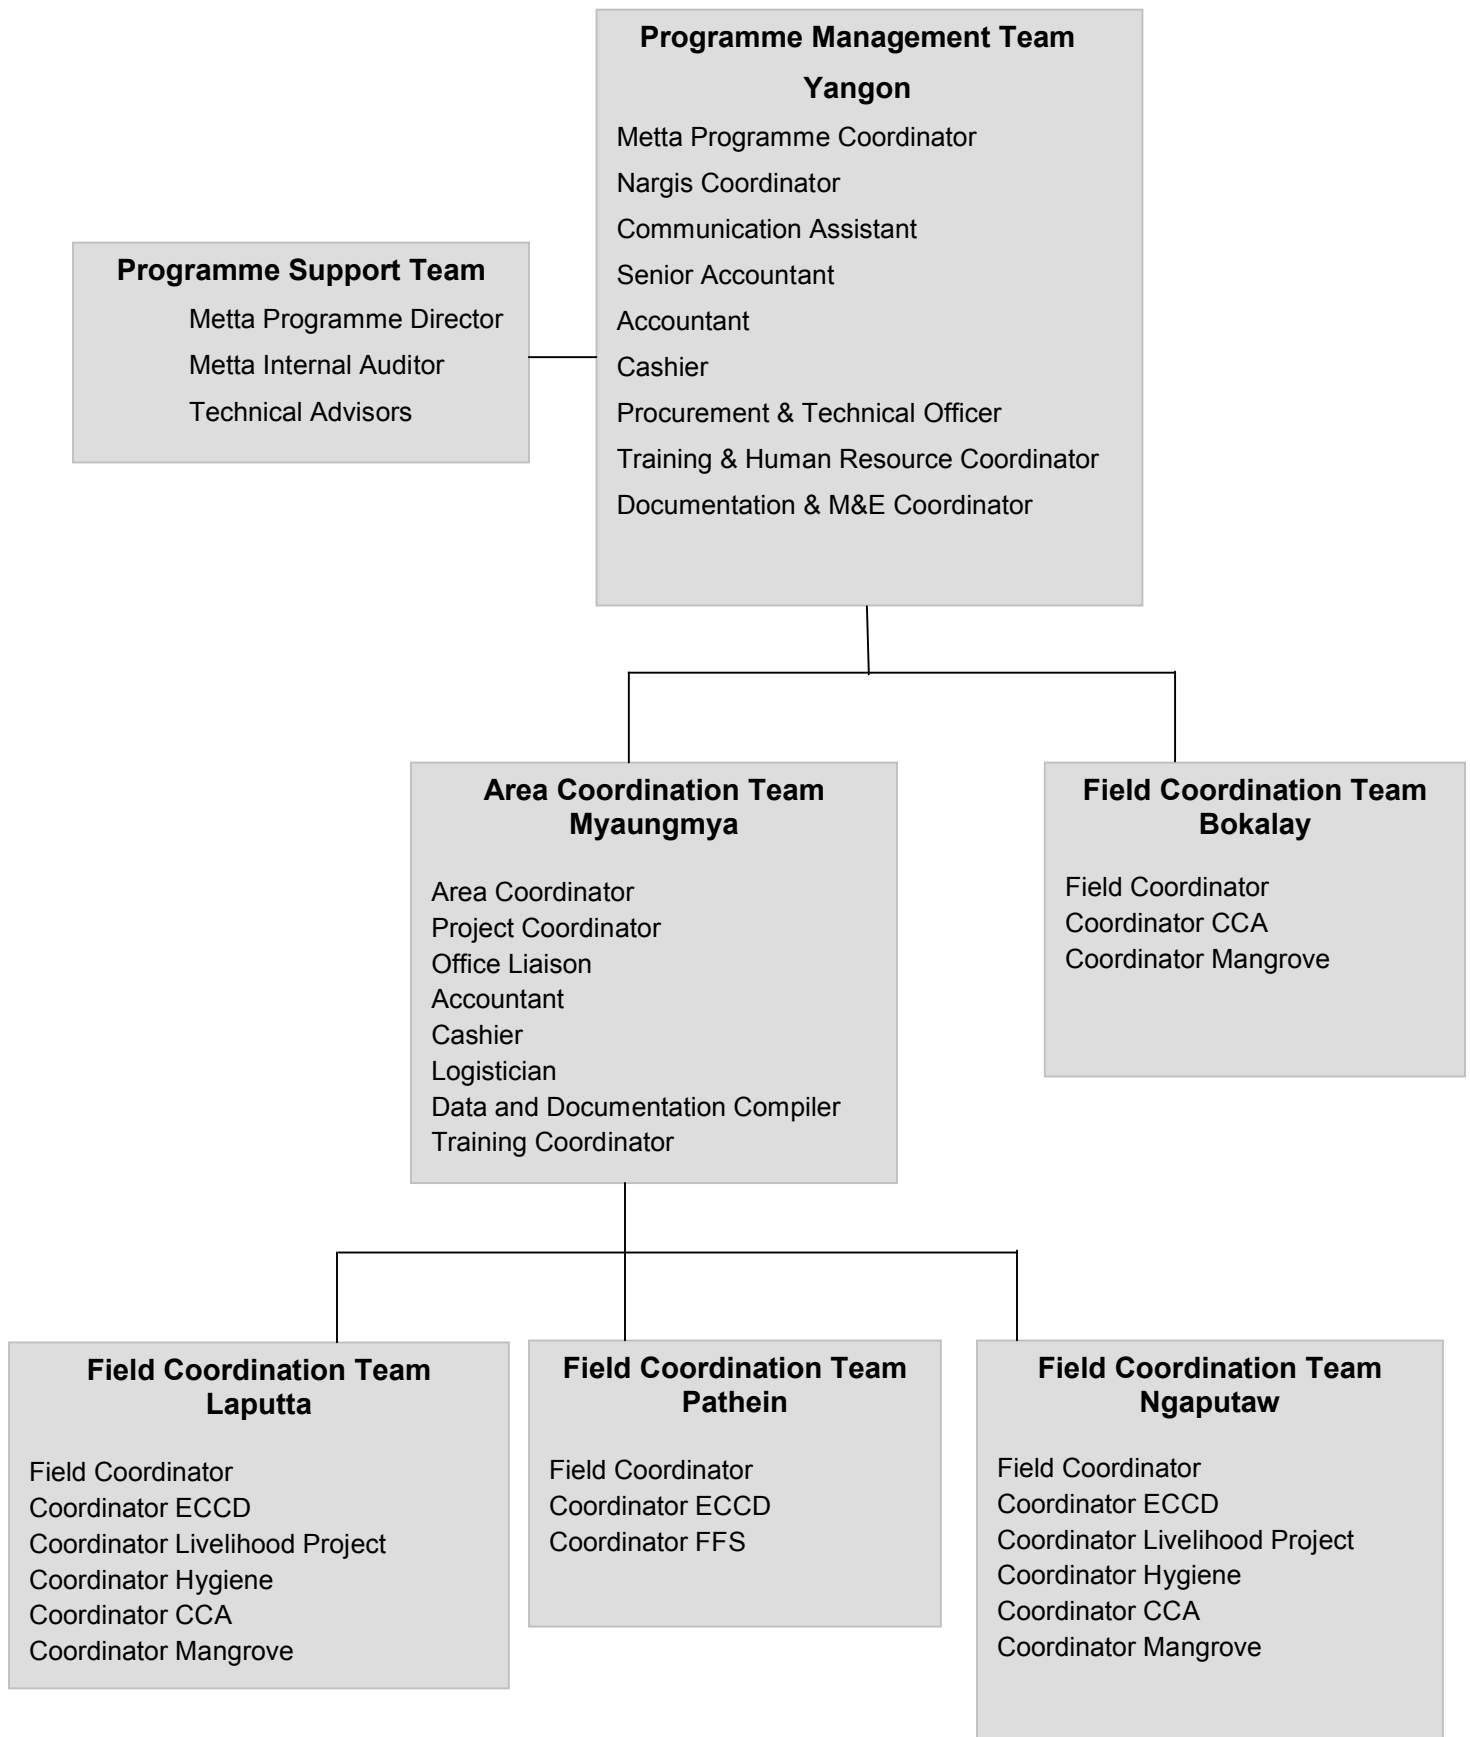 Programme Management Team
Yangon
Metta Programme Coordinator
Nargis Coordinator
Communication Assistant
Senior Accountant
Accountant
Cashier
Procurement & Technical Officer
Training & Human Resource Coordinator
Documentation & M&E Coordinator
Programme Support Team
Metta Programme Director
Metta Internal Auditor
Technical Advisors
Area Coordination Team
Myaungmya
Area Coordinator
Project Coordinator
Office Liaison
Accountant
Cashier
Logistician
Data and Documentation Compiler
Training Coordinator
Field Coordination Team
Bokalay
Field Coordinator
Coordinator CCA
Coordinator Mangrove
Field Coordination Team
Laputta
Field Coordinator
Coordinator ECCD
Coordinator Livelihood Project
Coordinator Hygiene
Coordinator CCA
Coordinator Mangrove
Field Coordination Team
Pathein
Field Coordinator
Coordinator ECCD
Coordinator FFS
Field Coordination Team
Ngaputaw
Field Coordinator
Coordinator ECCD
Coordinator Livelihood Project
Coordinator Hygiene
Coordinator CCA
Coordinator Mangrove